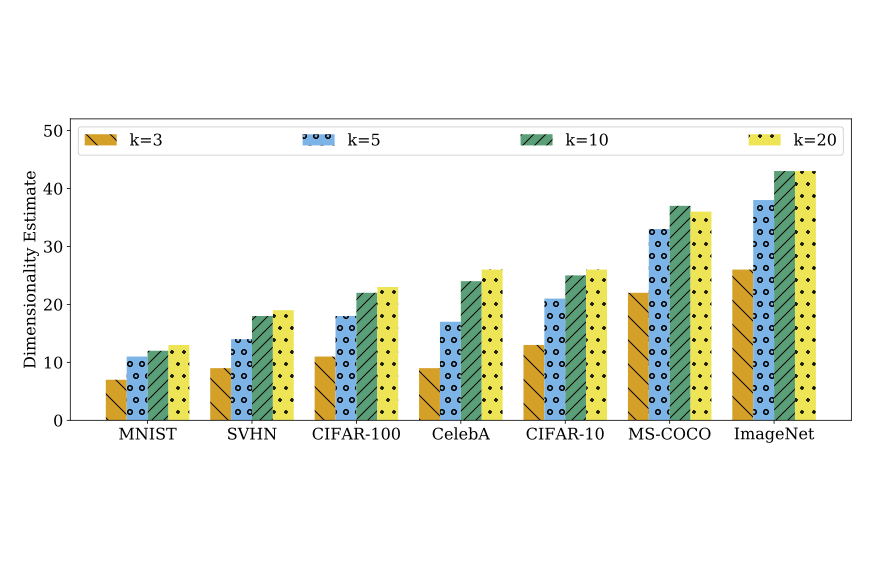 Dimensionality Estimate
50
40
30
20
10
0
k=3 k=5 k=10 k=20
MNIST SVHN CIFAR-100 CelebA CIFAR-10 MS-COCO ImageNet